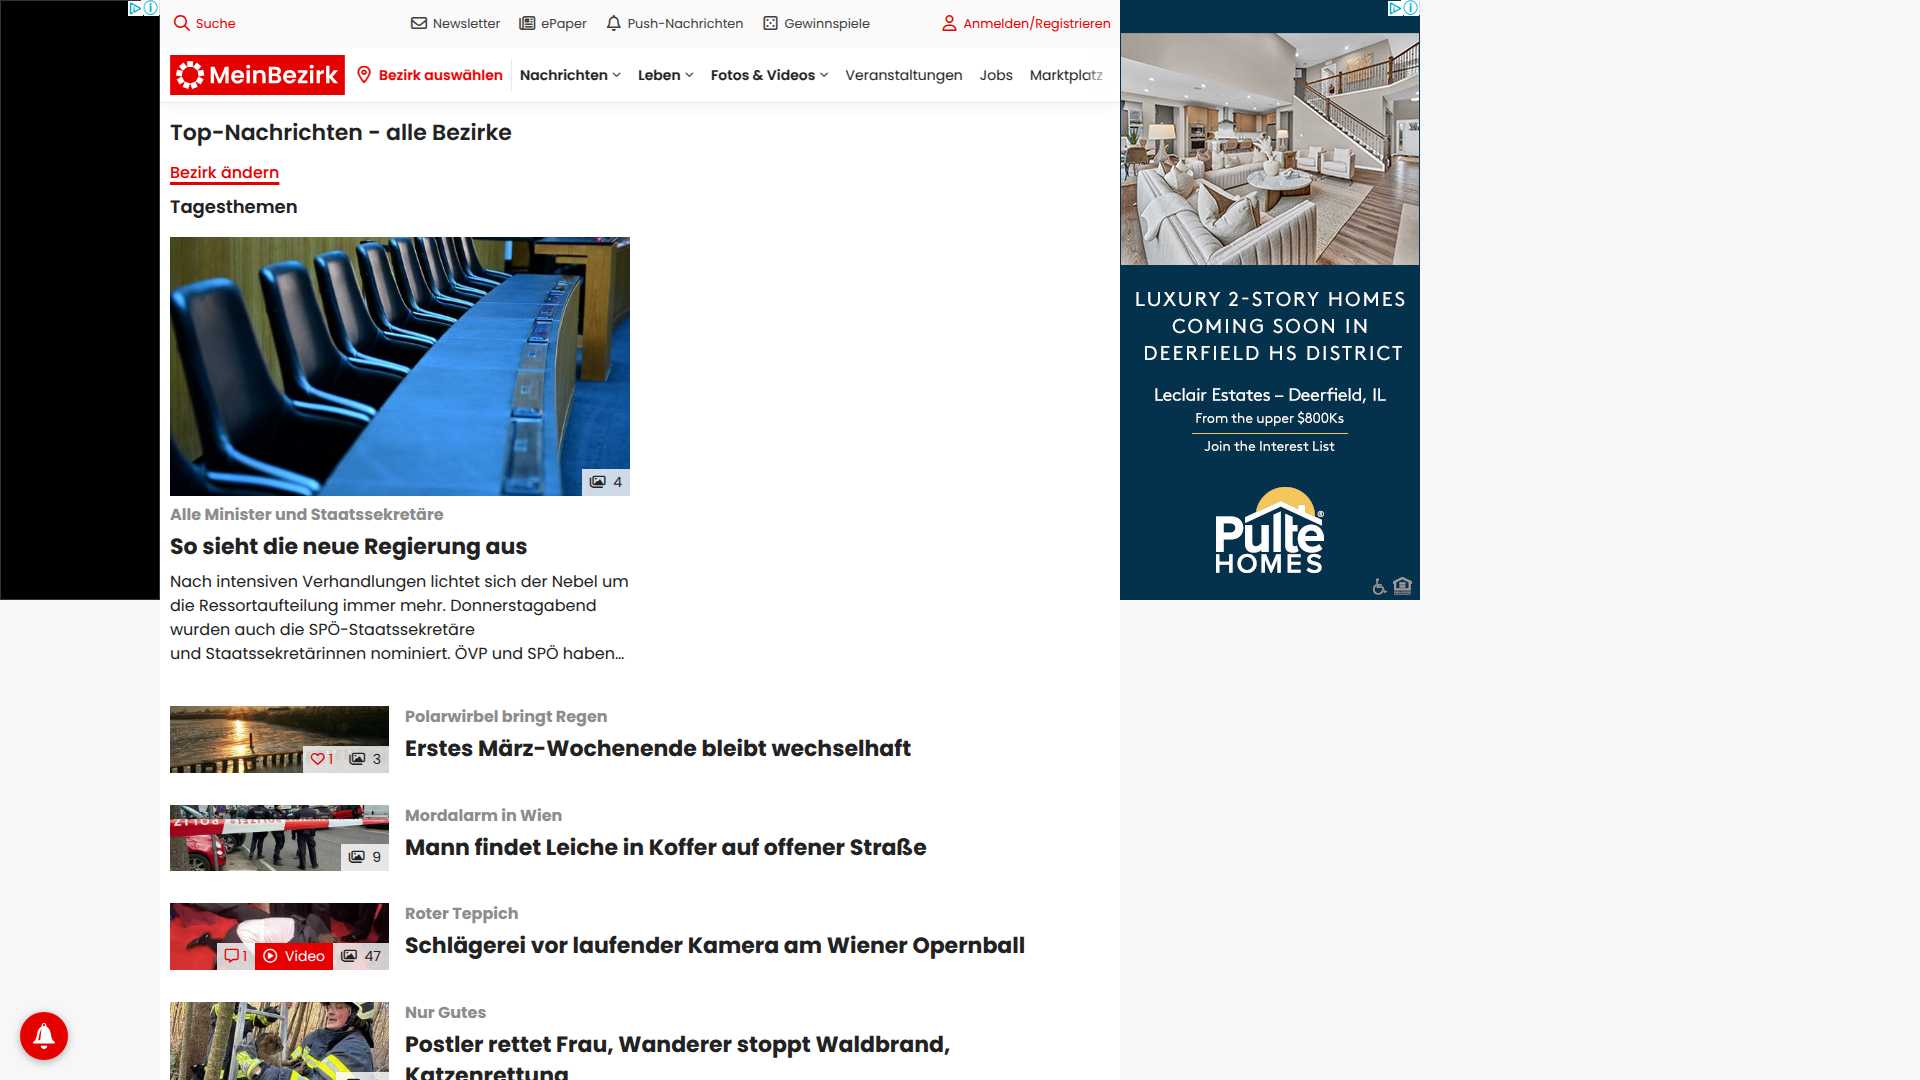 Suche
Newsletter
ePaper
Push-Nachrichten
Gewinnspiele
Anmelden/Registrieren
MeinBezirk
Bezirk auswählen
Nachrichten
Leben
Fotos & Videos
Veranstaltungen
Jobs
Marktplatz
Top-Nachrichten - alle Bezirke
Bezirk ändern
Tagesthemen
4
Alle Minister und Staatssekretäre
So sieht die neue Regierung aus
Nach intensiven Verhandlungen lichtet sich der Nebel um
die Ressortaufteilung immer mehr. Donnerstagabend
wurden auch die SPÖ-Staatssekretäre
und Staatssekretärinnen nominiert. ÖVP und SPÖ haben...
1
3
Polarwirbel bringt Regen
Erstes März-Wochenende bleibt wechselhaft
9
Mordalarm in Wien
Mann findet Leiche in Koffer auf offener Straße
1
Video
47
Roter Teppich
Schlägerei vor laufender Kamera am Wiener Opernball
Nur Gutes
Postler rettet Frau, Wanderer stoppt Waldbrand,
Katzenrettung
LUXURY 2-STORY HOMES
COMING SOON IN
DEERFIELD HS DISTRICT
Leclair Estates – Deerfield, IL
From the upper $800Ks
Join the Interest List
Pulte®
HOMES